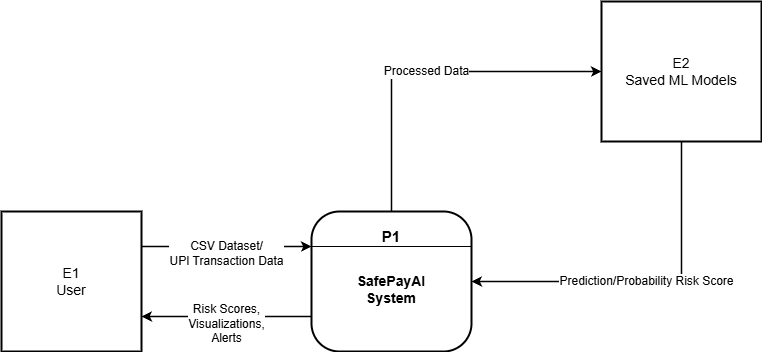 E2
Saved ML Models
Processed Data
E1
User
CSV Dataset/
UPI Transaction Data
P1
SafePayAI
System
Prediction/Probability Risk Score
Risk Scores,
Visualizations,
Alerts